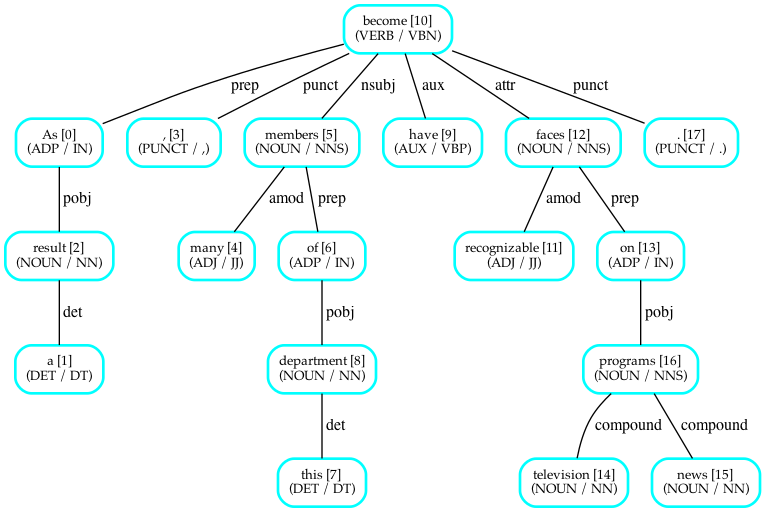 become [10]
(VERB / VBN)
prep
punct
nsubj
aux
attr
punct
As [0]
(ADP / IN)
, [3]
(PUNCT / ,)
members [5]
(NOUN / NNS)
have [9]
(AUX / VBP)
faces [12]
(NOUN / NNS)
. [17]
(PUNCT / .)
pobj
amod
prep
amod
prep
result [2]
(NOUN / NN)
many [4]
(ADJ / JJ)
of [6]
(ADP / IN)
recognizable [11]
(ADJ / JJ)
on [13]
(ADP / IN)
det
pobj
pobj
a [1]
(DET / DT)
department [8]
(NOUN / NN)
programs [16]
(NOUN / NNS)
det
compound
compound
this [7]
(DET / DT)
television [14]
(NOUN / NN)
news [15]
(NOUN / NN)